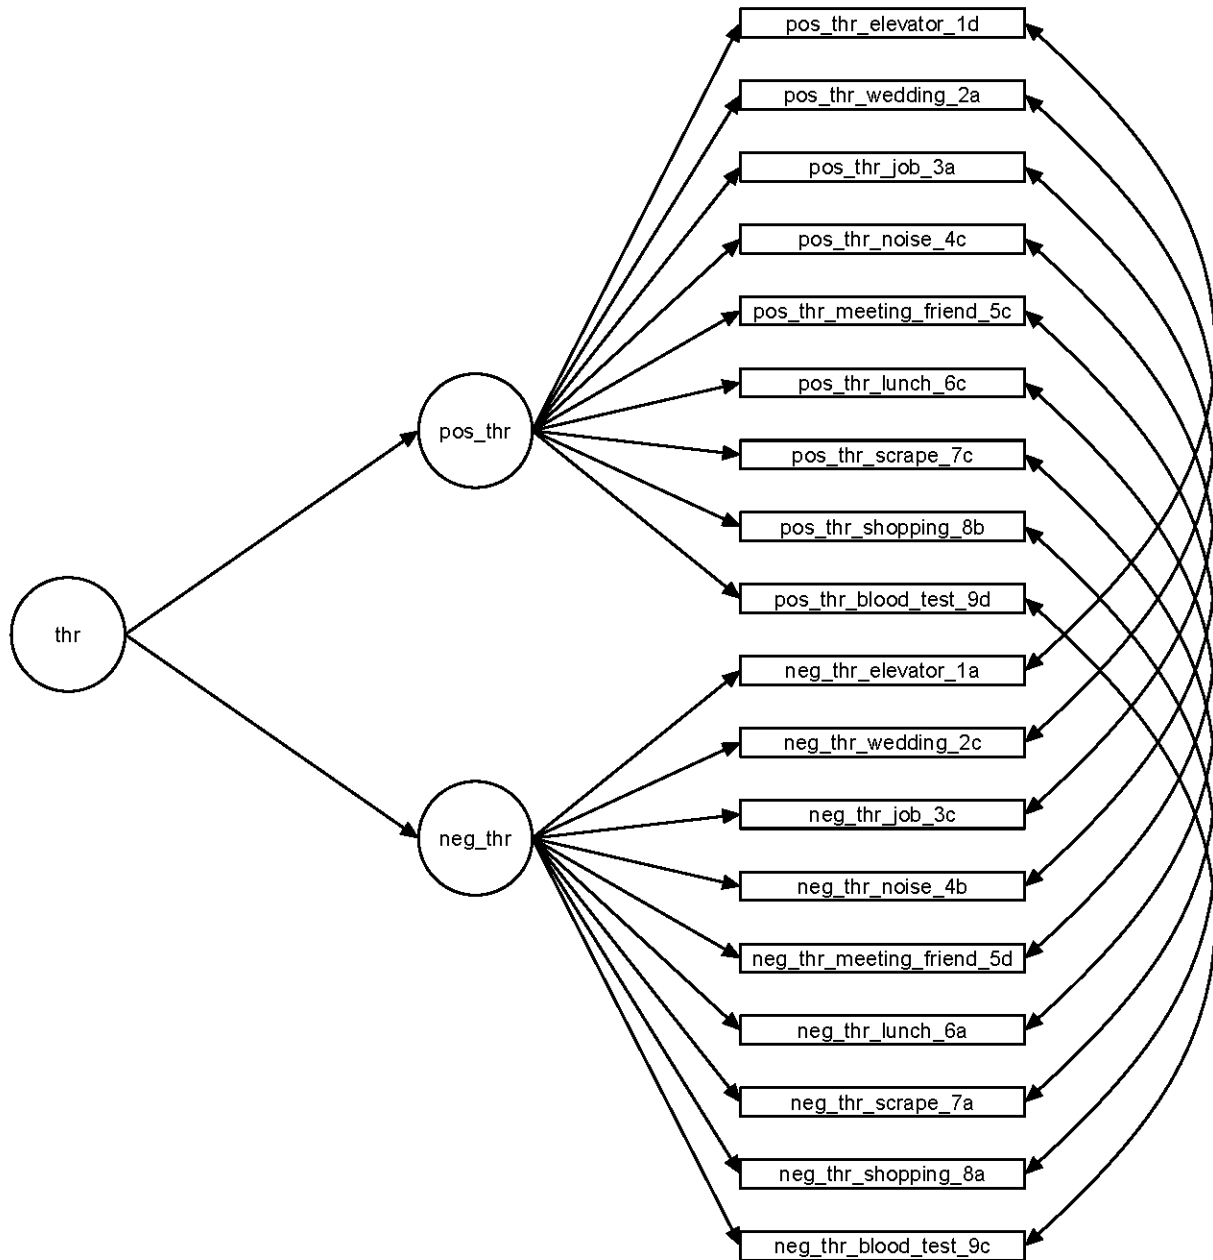 pos_thr_elevator_1d
pos_thr_wedding_2a
pos_thr_job_3a
pos_thr_noise_4c
pos_thr_meeting_friend_5c
pos_thr_lunch_6c
pos_thr
pos_thr_scrape_7c
pos_thr_shopping_8b
pos_thr_blood_test_9d
thr
neg_thr_elevator_1a
neg_thr_wedding_2c
neg_thr_job_3c
neg_thr
neg_thr_noise_4b
neg_thr_meeting_friend_5d
neg_thr_lunch_6a
neg_thr_scrape_7a
neg_thr_shopping_8a
neg_thr_blood_test_9c